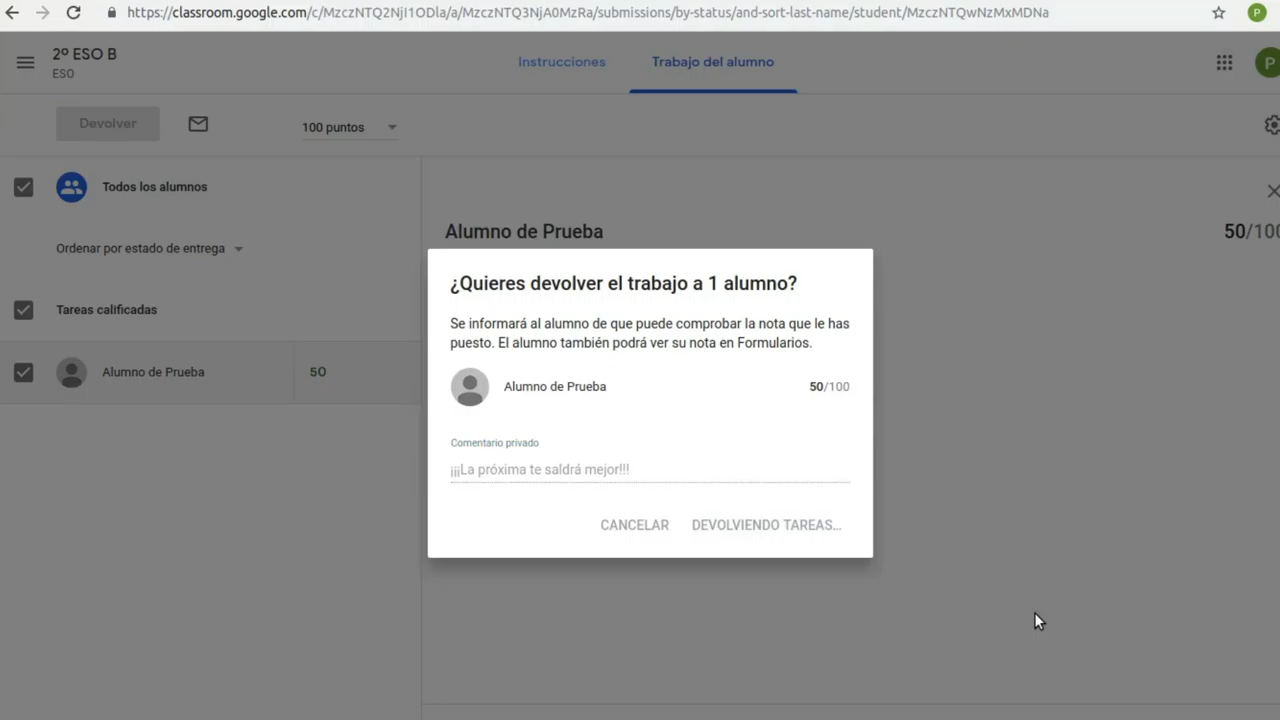 https://classroom.google.com/c/MzczNTQ2NjI1ODla/a/MzczNTQ3NjA0MzRa/submissions/by-status/and-sort-last-name/student/MzczNTQwNzMxMDNa
P
2º ESO B
ESO
Instrucciones
Trabajo del alumno
P
Devolver
100 puntos
Todos los alumnos
Ordenar por estado de entrega
Tareas calificadas
Alumno de Prueba
50
Alumno de Prueba
50/100
¿Quieres devolver el trabajo a 1 alumno?
Se informará al alumno de que puede comprobar la nota que le has
puesto. El alumno también podrá ver su nota en Formularios.
Alumno de Prueba
50/100
Comentario privado
¡¡¡La próxima te saldrá mejor!!!
CANCELAR
DEVOLVIENDO TAREAS...